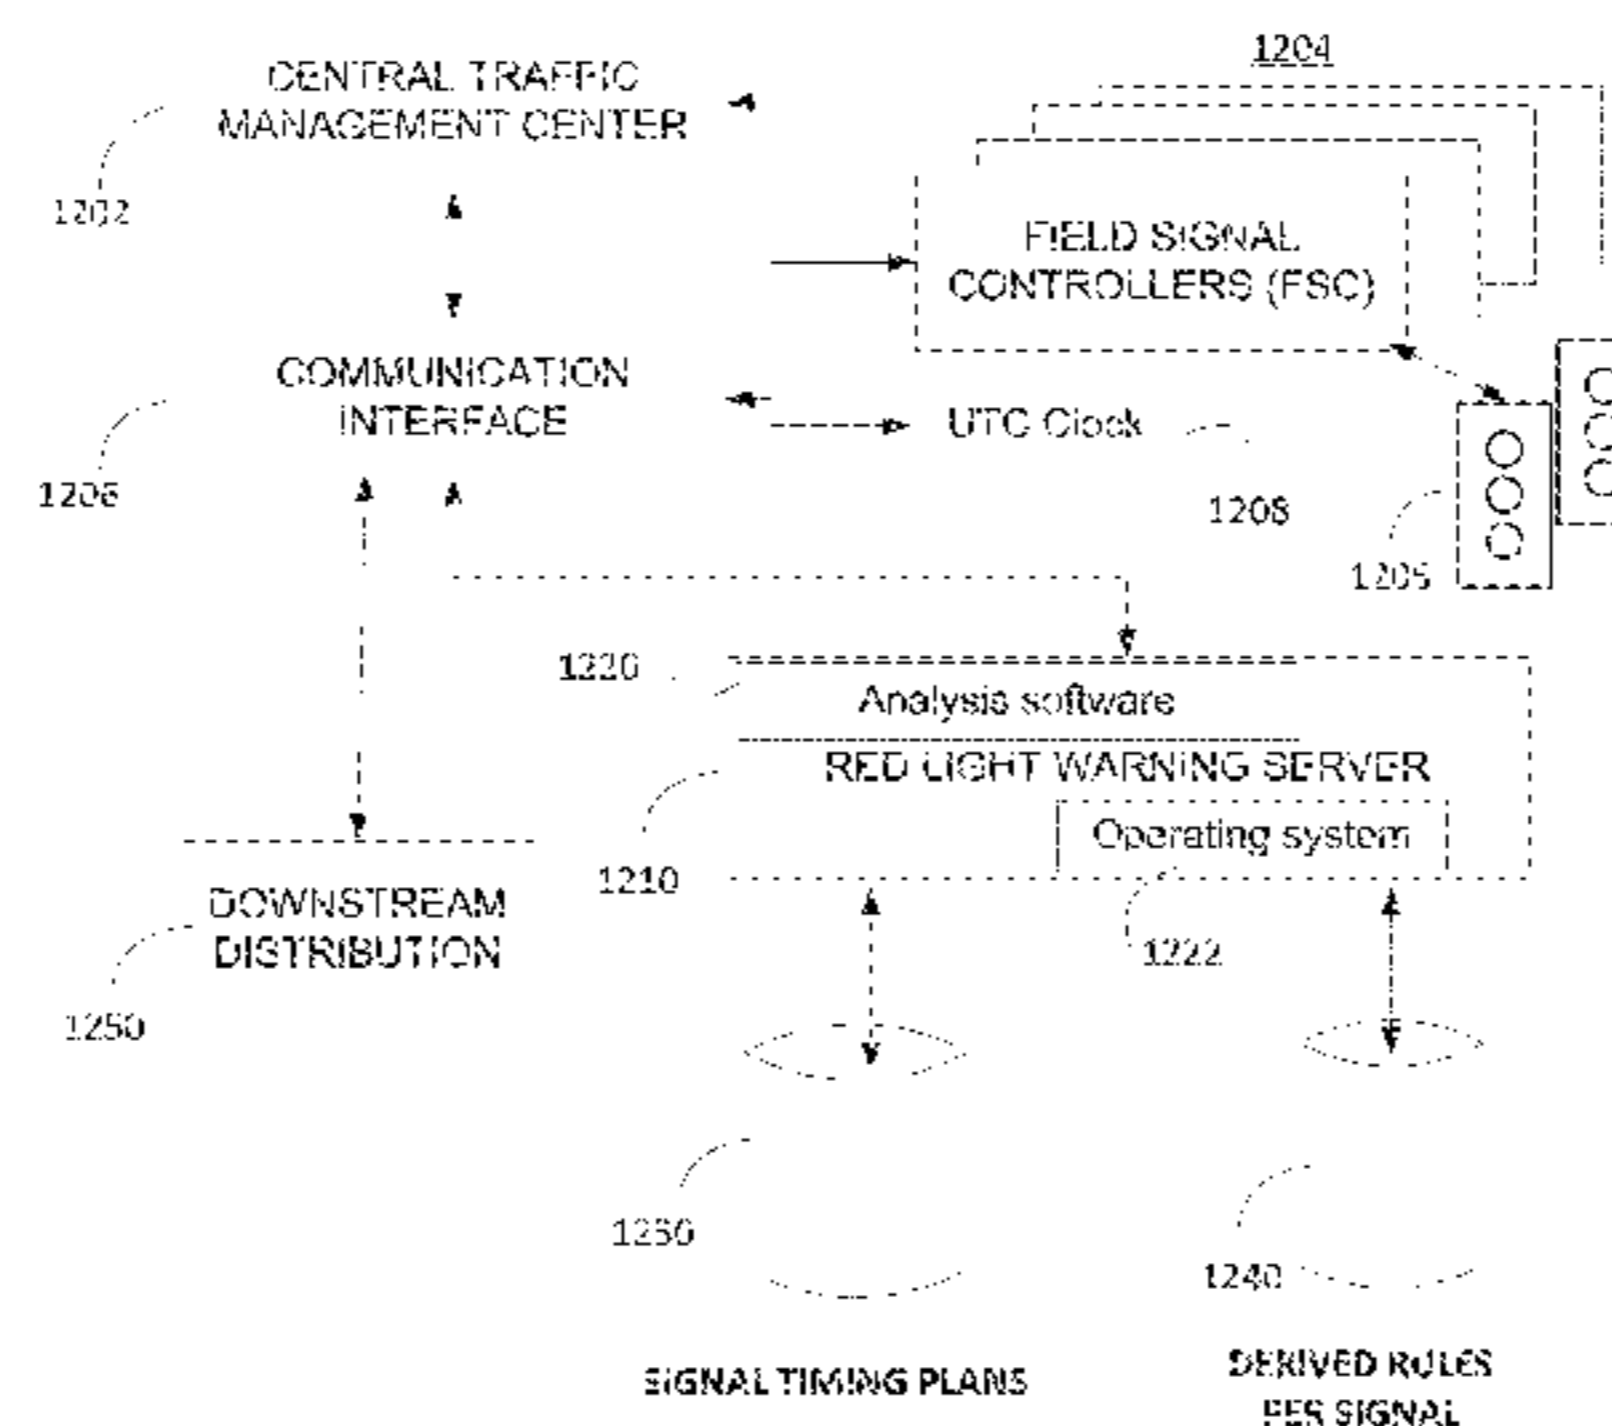 1204
CENTRAL TRAFFIC
MANAGEMENT CENTER
1202
FIELD SIGNAL
CONTROLLERS (FSC)
COMMUNICATION
INTERFACE
UTC Clock
1206
1208
1205
1220
Analysis software
RED LIGHT WARNING SERVER
Operating system
1210
DOWNSTREAM
DISTRIBUTION
1222
1250
1230
1240
SIGNAL TIMING PLANS
DERIVED RULES
PER SIGNAL